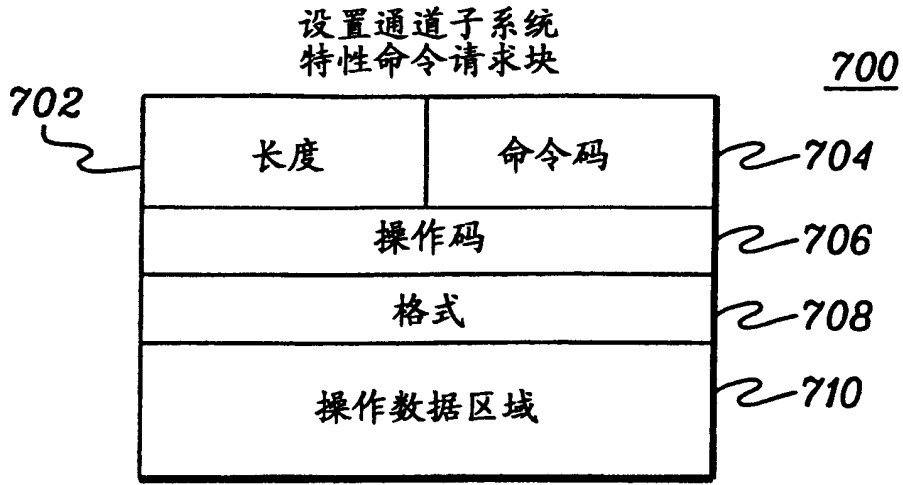 设置通道子系统
特性命令请求块
700
702
长度
命令码
704
操作码
706
格式
708
操作数据区域
710